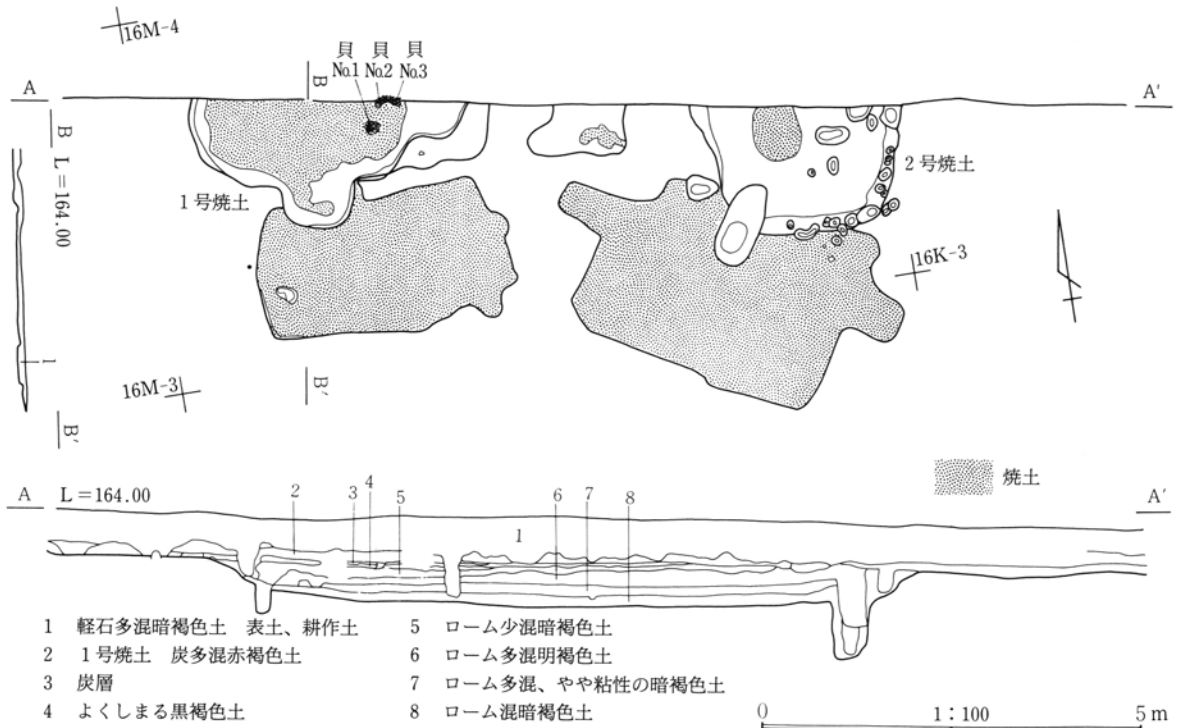 16M-4
貝 貝 貝
No.1 No.2 No.3
A
B
A′
B
L=164.00
1号焼土
2号焼土
16K-3
1
16M-3
B′
B′
焼土
A L=164.00
A′
2 3 4 5 6 7 8
1
1 軽石多混暗褐色土 表土、耕作土
2 1号焼土 炭多混赤褐色土
3 炭層
4 よくしまる黒褐色土
5 ローム少混暗褐色土
6 ローム多混明褐色土
7 ローム多混、やや粘性の暗褐色土
8 ローム混暗褐色土
0 1:100 5m